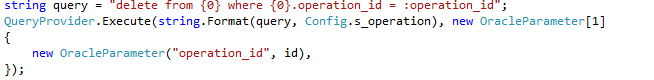 string query = "delete from {0} where {0}.operation_id = :operation_id";
QueryProvider.Execute(string.Format(query, Config.s_operation), new OracleParameter[1]
{
    new OracleParameter("operation_id", id),
});